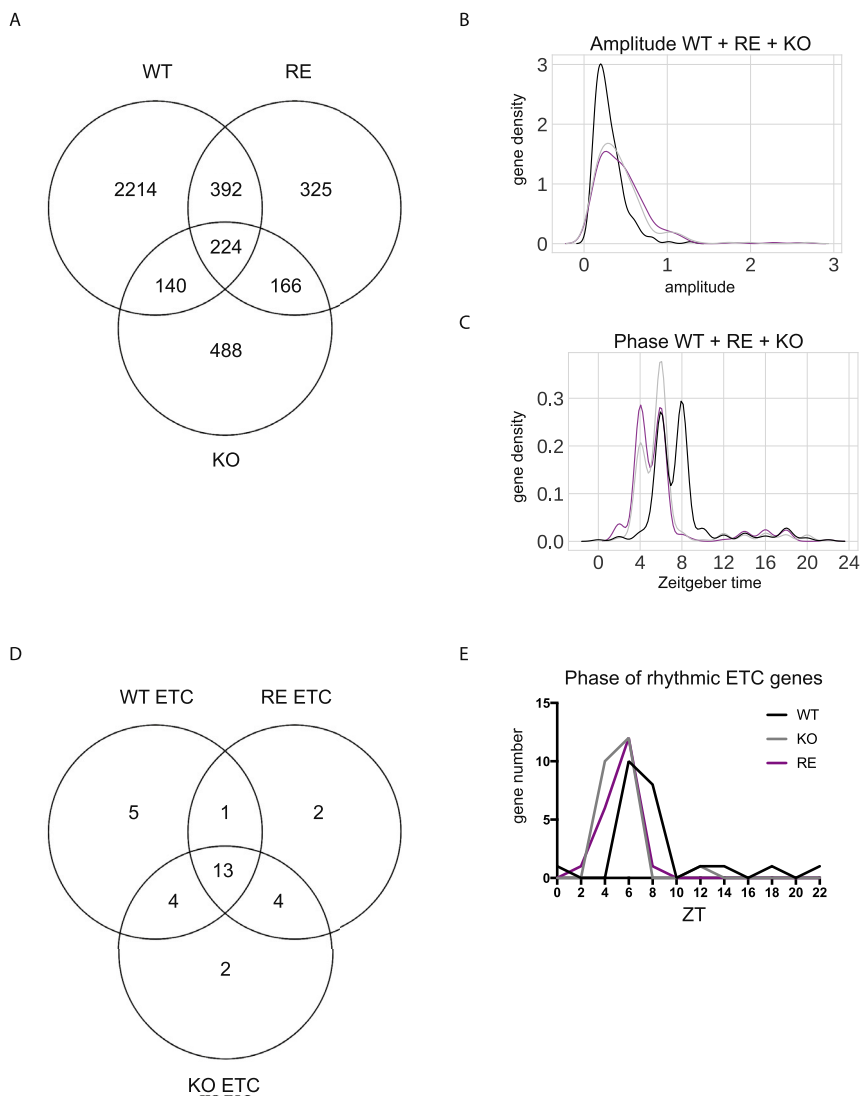 A
WT
RE
2214
392
325
224
140
166
488
KO
B
Amplitude WT + RE + KO
gene density
3
2
1
0
0 1 2 3
amplitude
C
Phase WT + RE + KO
gene density
0.3
0.2
0.1
0.0
0 4 8 12 16 20 24
Zeitgeber time
D
WT ETC
RE ETC
5
1
2
13
4
4
2
KO ETC
E
Phase of rhythmic ETC genes
gene number
15
10
5
0
0 2 4 6 8 10 12 14 16 18 20 22
ZT
WT
KO
RE